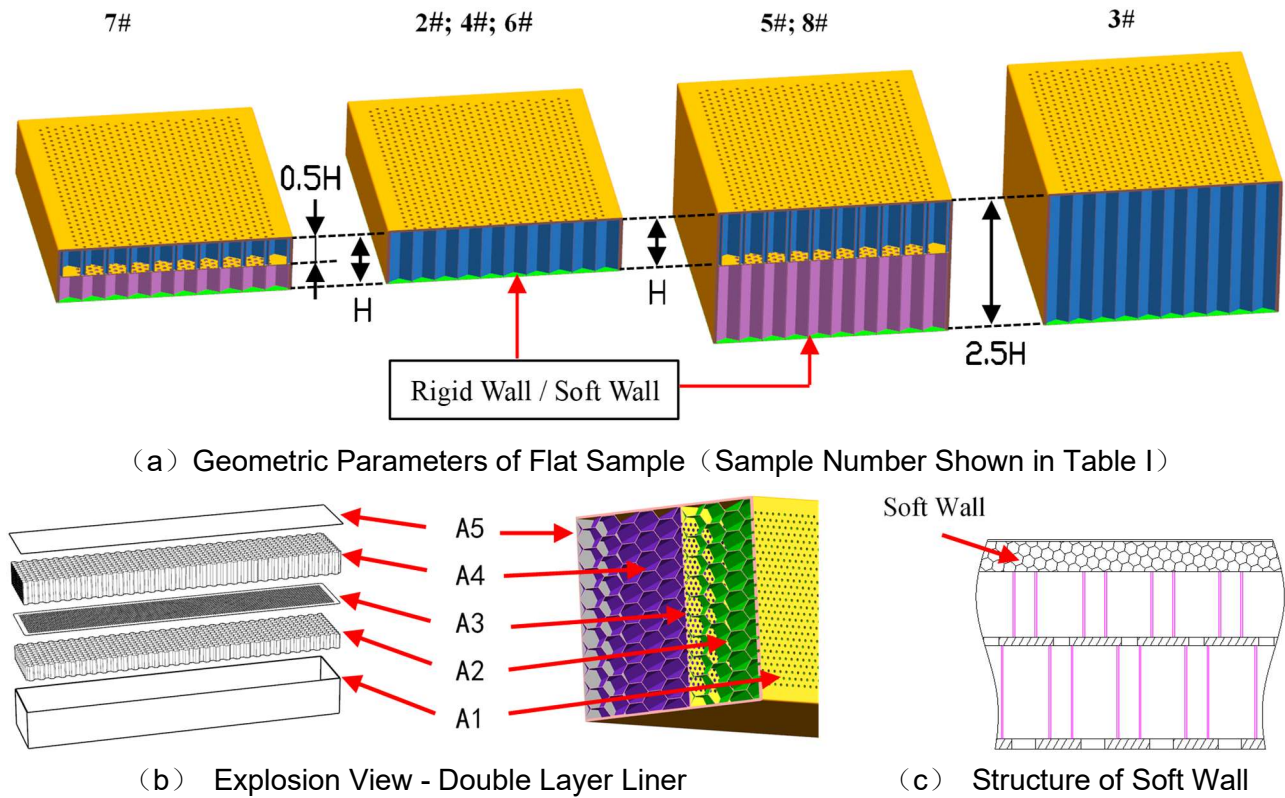 7# 2#; 4#; 6# 5#; 8# 3#
0.5H
H
H
2.5H
Rigid Wall / Soft Wall
（a）Geometric Parameters of Flat Sample（Sample Number Shown in Table I）
A5
A4
A3
A2
A1
Soft Wall
（b） Explosion View - Double Layer Liner
（c） Structure of Soft Wall